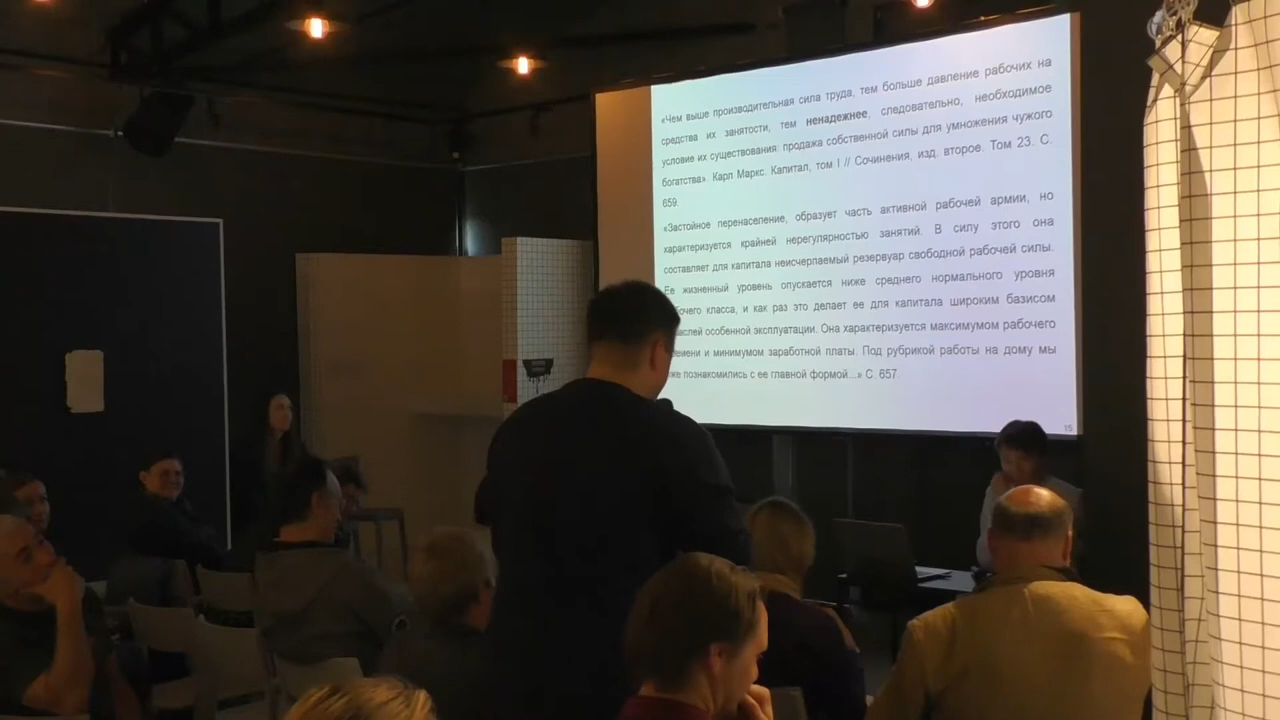 «Чем выше производительная сила труда, тем больше давление рабочих на
средства их занятости, тем ненадежнее, следовательно, необходимое
условие их существования: продажа собственной силы для умножения чужого
богатства». Карл Маркс. Капитал, том I // Сочинения, изд. второе. Том 23. С.
659.
«Застойное перенаселение, образует часть активной рабочей армии, но
характеризуется крайней нерегулярностью занятий. В силу этого она
составляет для капитала неисчерпаемый резервуар свободной рабочей силы.
Ее жизненный уровень опускается ниже среднего нормального уровня
бочего класса, и как раз это делает ее для капитала широким базисом
особенной эксплуатации. Она характеризуется максимумом рабочего
и минимумом заработной платы. Под рубрикой работы на дому мы
познакомились с ее главной формой...» С. 657.
15